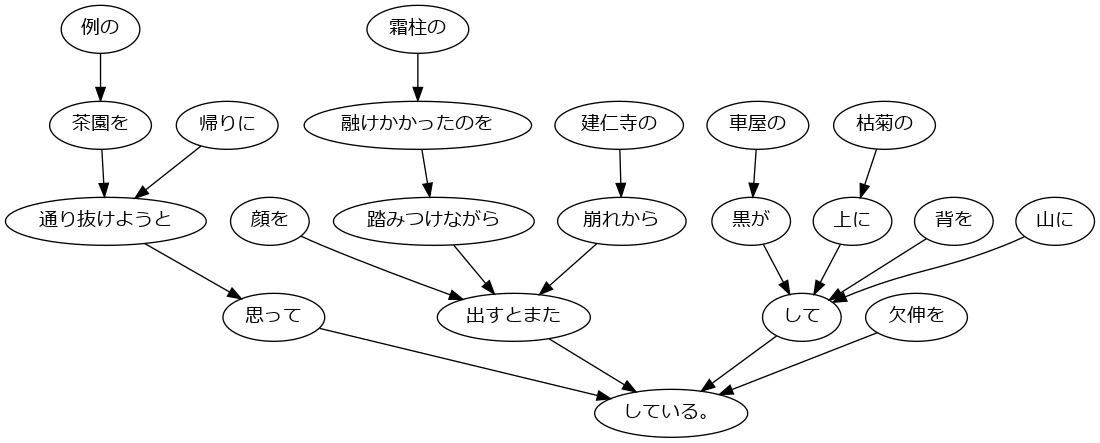 例の
霜柱の
茶園を
帰りに
融けかかったのを
建仁寺の
車屋の
枯菊の
通り抜けようと
顔を
踏みつけながら
崩れから
黒が
上に
背を
山に
思って
出すとまた
して
欠伸を
している。